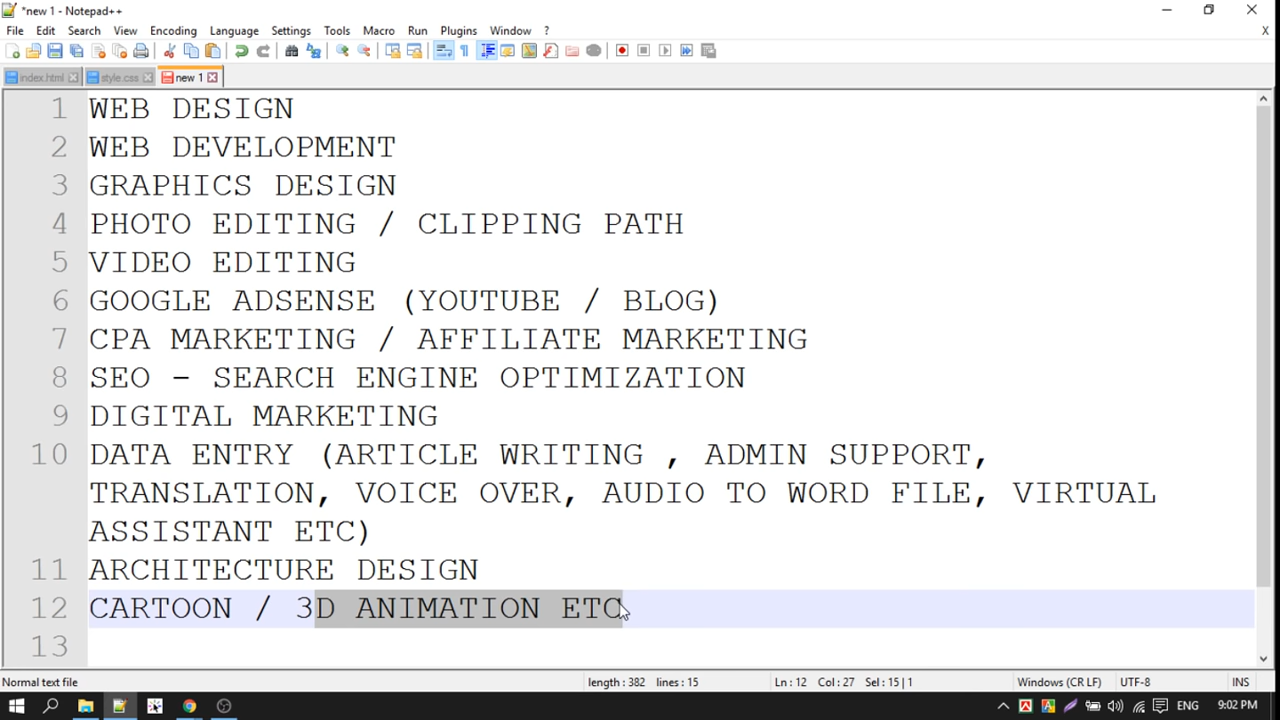 *new 1 - Notepad++
File Edit Search View Encoding Language Settings Tools Macro Run Plugins Window ?
X
index.html style.css new 1
1 WEB DESIGN
2 WEB DEVELOPMENT
3 GRAPHICS DESIGN
4 PHOTO EDITING / CLIPPING PATH
5 VIDEO EDITING
6 GOOGLE ADSENSE (YOUTUBE / BLOG)
7 CPA MARKETING / AFFILIATE MARKETING
8 SEO - SEARCH ENGINE OPTIMIZATION
9 DIGITAL MARKETING
10 DATA ENTRY (ARTICLE WRITING , ADMIN SUPPORT,
TRANSLATION, VOICE OVER, AUDIO TO WORD FILE, VIRTUAL
ASSISTANT ETC)
11 ARCHITECTURE DESIGN
12 CARTOON / 3D ANIMATION ETC
13
Normal text file length : 382 lines : 15 Ln : 12 Col : 27 Sel : 15 | 1 Windows (CR LF) UTF-8 INS
ENG 9:02 PM